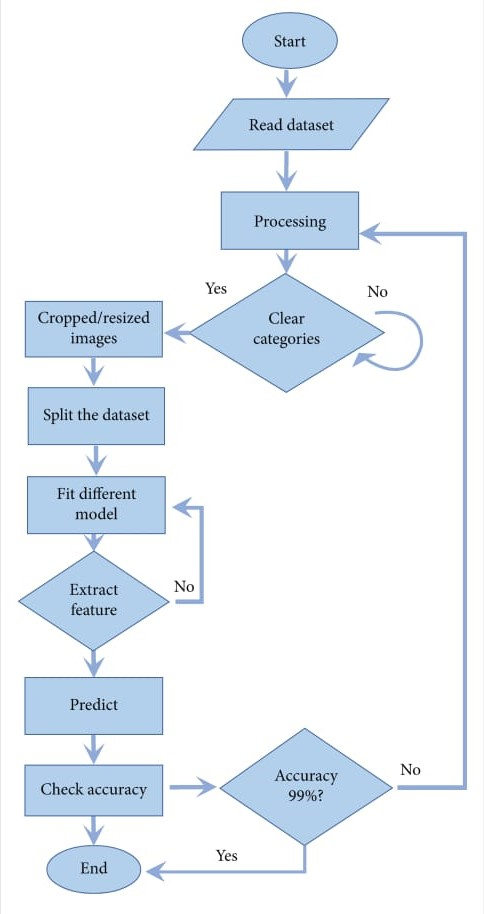 Start
Read dataset
Processing
Yes
No
Clear
categories
Cropped/resized
images
Split the dataset
Fit different
model
Extract
feature
No
Predict
Check accuracy
Accuracy
99%?
No
Yes
End